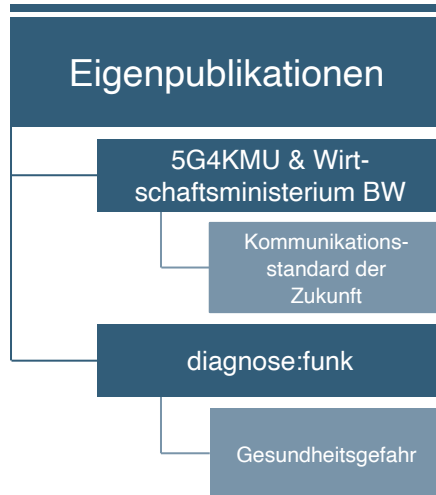 Eigenpublikationen
5G4KMU & Wirt-
schaftsministerium BW
Kommunikations-
standard der
Zukunft
diagnose:funk
Gesundheitsgefahr